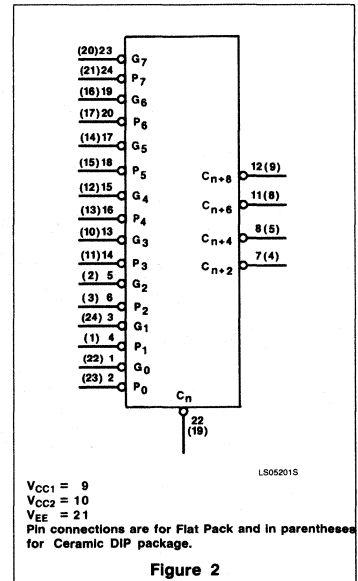 (20)23 G7
(21)24 P7
(16)19 G6
(17)20 P6
(14)17 G5
(15)18 P5
(12)15 G4
(13)16 P4
(10)13 G3
(11)14 P3
(2) 5 G2
(3) 6 P2
(24) 3 G1
(1) 4 P1
(22) 1 G0
(23) 2 P0
Cn+8 12(9)
Cn+6 11(8)
Cn+4 8(5)
Cn+2 7(4)
Cn
22
(19)
LS05201S
VCC1 = 9
VCC2 = 10
VEE = 21
Pin connections are for Flat Pack and in parentheses
for Ceramic DIP package.
Figure 2